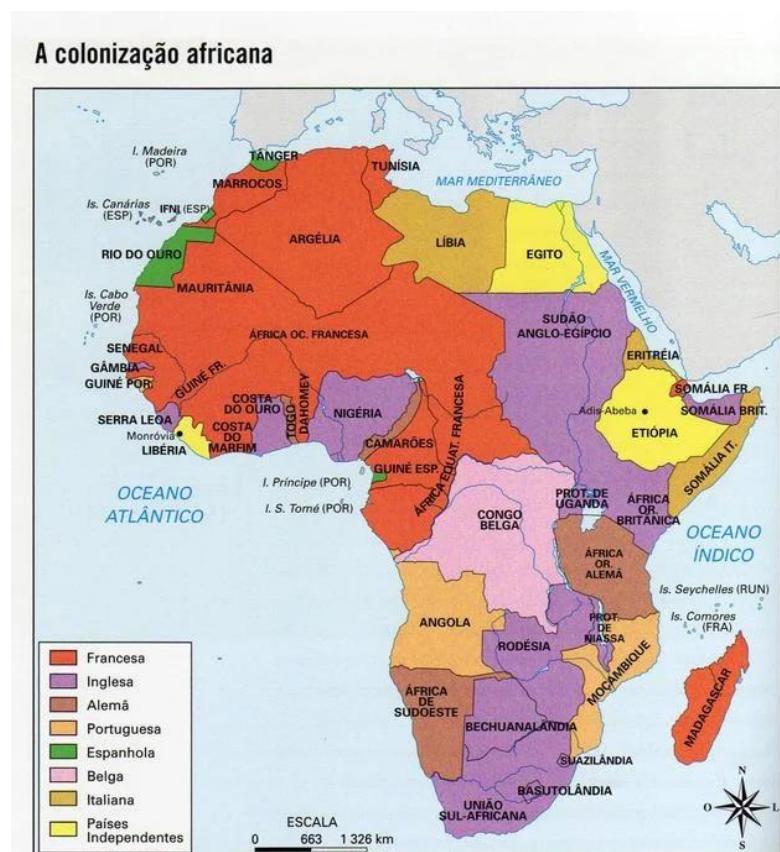 A colonização africana
I. Madeira
(POR)
TÂNGER
MARROCOS
TUNÍSIA
MAR MEDITERRÂNEO
Is. Canárias
(ESP)
IFNI (ESP)
ARGÉLIA
LÍBIA
EGITO
RIO DO OURO
MAR VERMELHO
MAURITÂNIA
Is. Cabo
Verde
(POR)
ÁFRICA OC. FRANCESA
SUDÃO
ANGLO-EGÍPCIO
ERITRÉIA
SENEGAL
GÂMBIA
GUINÉ POR.
GUINÉ FR.
SOMÁLIA FR.
SOMÁLIA BRIT.
COSTA
DO OURO
TOGO
DAHOMEY
NIGÉRIA
Adis-Abeba
ETIÓPIA
SERRA LEOA
Monróvia
LIBÉRIA
COSTA
DO
MARFIM
CAMARÕES
ÁFRICA EQUAT. FRANCESA
SOMÁLIA IT.
GUINÉ ESP.
I. Príncipe (POR)
I. S. Tomé (POR)
OCEANO
ATLÂNTICO
CONGO
BELGA
PROT. DE
UGANDA
ÁFRICA
OR.
BRITÂNICA
OCEANO
ÍNDICO
ÁFRICA
OR.
ALEMÃ
Is. Seychelles (RUN)
Is. Comores
(FRA)
ANGOLA
PROT.
DE
NIASSA
RODÉSIA
MOÇAMBIQUE
MADAGASCAR
ÁFRICA
DE
SUDOESTE
BECHUANALÂNDIA
SUAZILÂNDIA
BASUTOLÂNDIA
UNIÃO
SUL-AFRICANA
Francesa
Inglesa
Alemã
Portuguesa
Espanhola
Belga
Italiana
Países
Independentes
ESCALA
0 663 1 326 km
N
O L
S